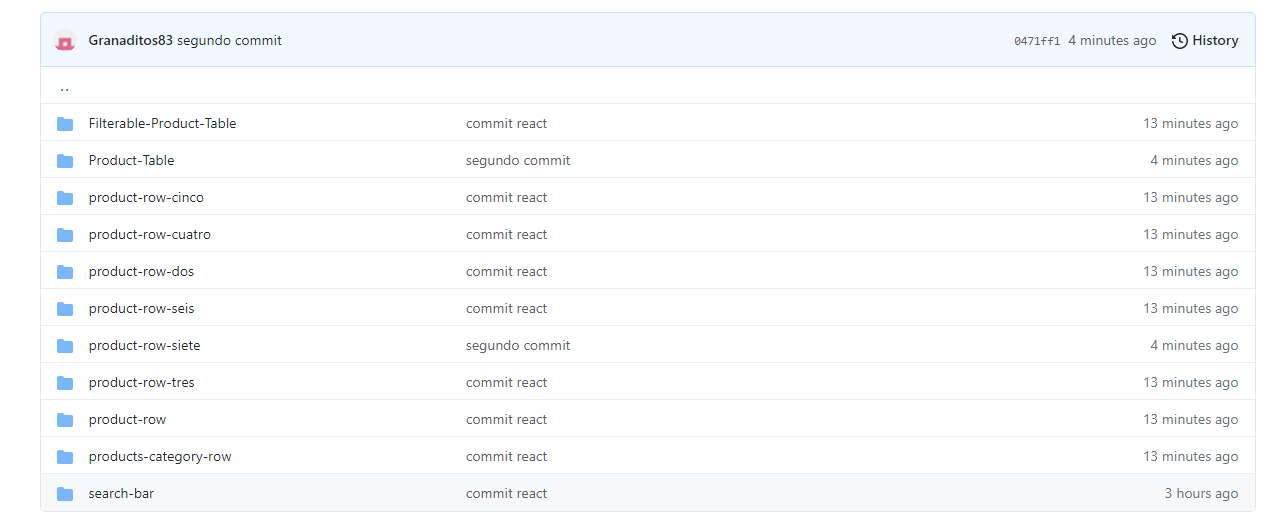 Granaditos83 segundo commit 0471ff1 4 minutes ago History
..
Filterable-Product-Table commit react 13 minutes ago
Product-Table segundo commit 4 minutes ago
product-row-cinco commit react 13 minutes ago
product-row-cuatro commit react 13 minutes ago
product-row-dos commit react 13 minutes ago
product-row-seis commit react 13 minutes ago
product-row-siete segundo commit 4 minutes ago
product-row-tres commit react 13 minutes ago
product-row commit react 13 minutes ago
products-category-row commit react 13 minutes ago
search-bar commit react 3 hours ago